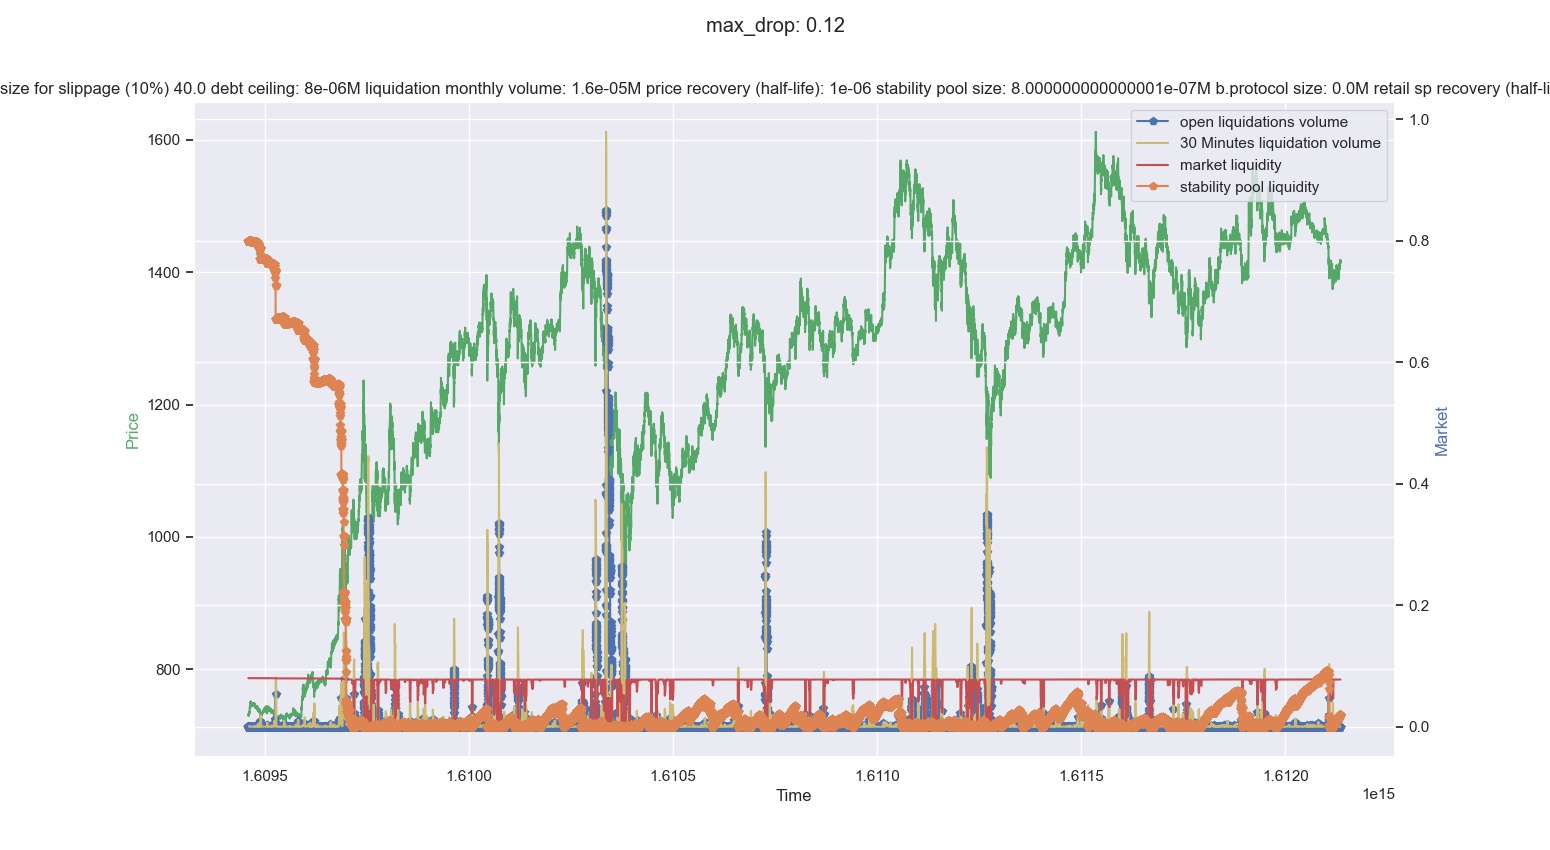 max_drop: 0.12
size for slippage (10%) 40.0 debt ceiling: 8e-06M liquidation monthly volume: 1.6e-05M price recovery (half-life): 1e-06 stability pool size: 8.000000000000001e-07M b.protocol size: 0.0M retail sp recovery (half-li
open liquidations volume
30 Minutes liquidation volume
market liquidity
stability pool liquidity
1600
1400
1200
1000
800
Price
1.0
0.8
0.6
0.4
0.2
0.0
Market
1.6095
1.6100
1.6105
1.6110
1.6115
1.6120
1e15
Time